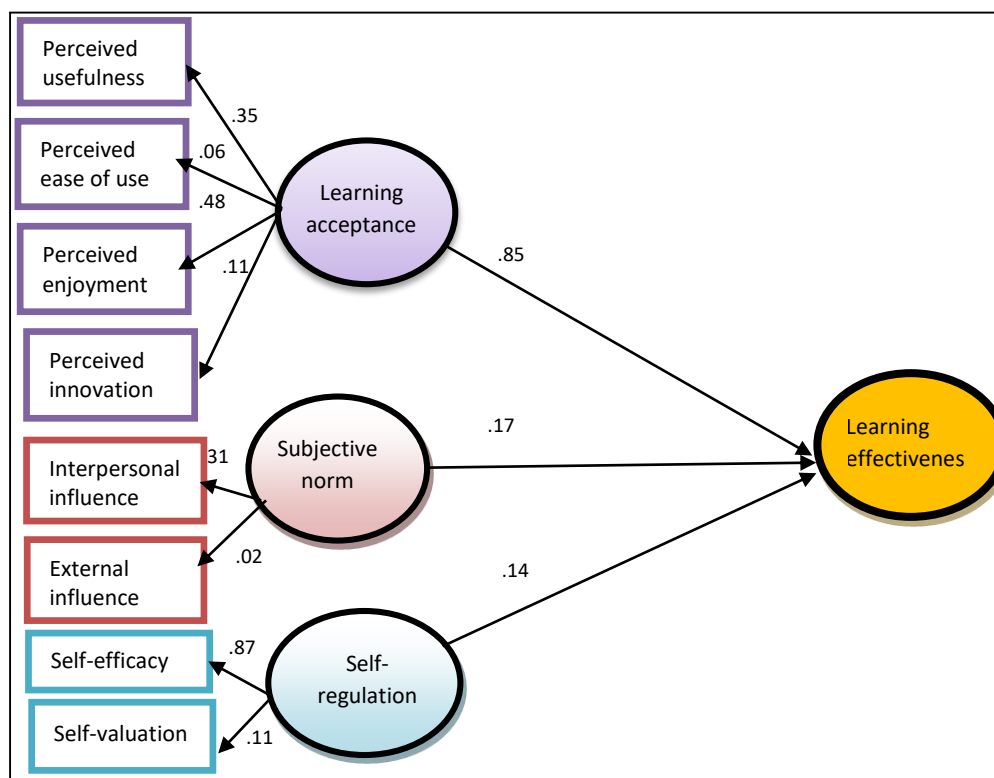 Perceived
usefulness
.35
Perceived
ease of use
.06
.48
Perceived
enjoyment
.11
Perceived
innovation
Learning
acceptance
.85
Interpersonal
influence
31
External
influence
.02
Subjective
norm
.17
Learning
effectivenes
Self-efficacy
.87
Self-valuation
.11
Self-
regulation
.14